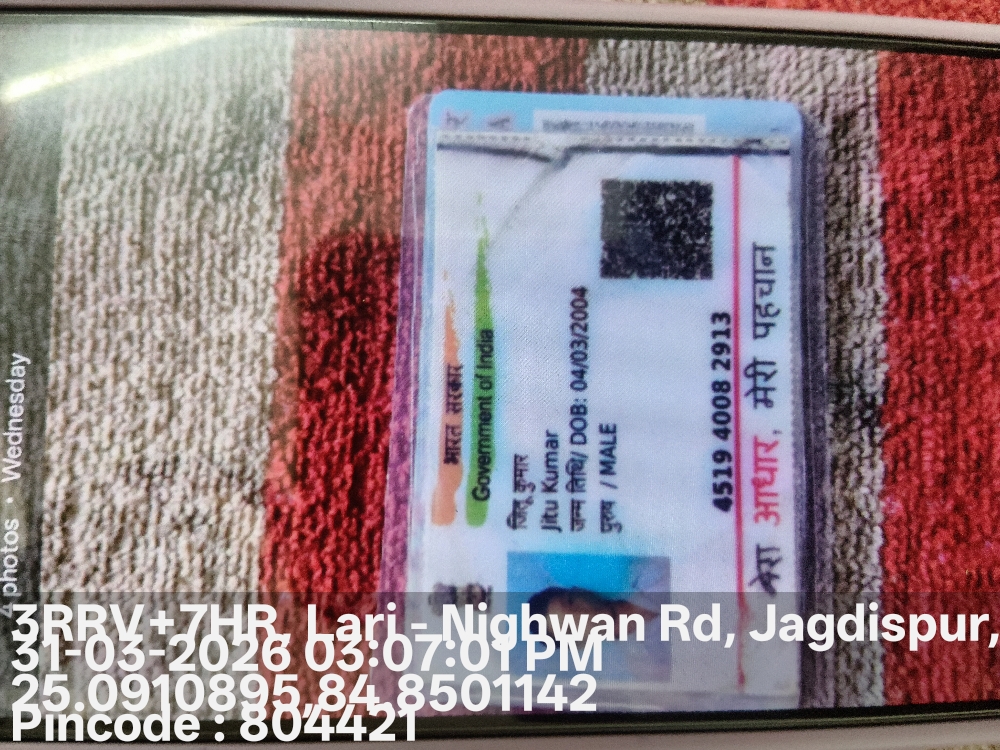 4 photos • Wednesday
भारत सरकार
Government of India
जितू कुमार
Jitu Kumar
जन्म तिथि/ DOB: 04/03/2004
पुरुष / MALE
4519 4008 2913
मेरा आधार, मेरी पहचान
3RRV+7HR, Lari - Nighwan Rd, Jagdispur,
31-03-2026 03:07:01 PM
25.0910895,84.8501142
Pincode : 804421